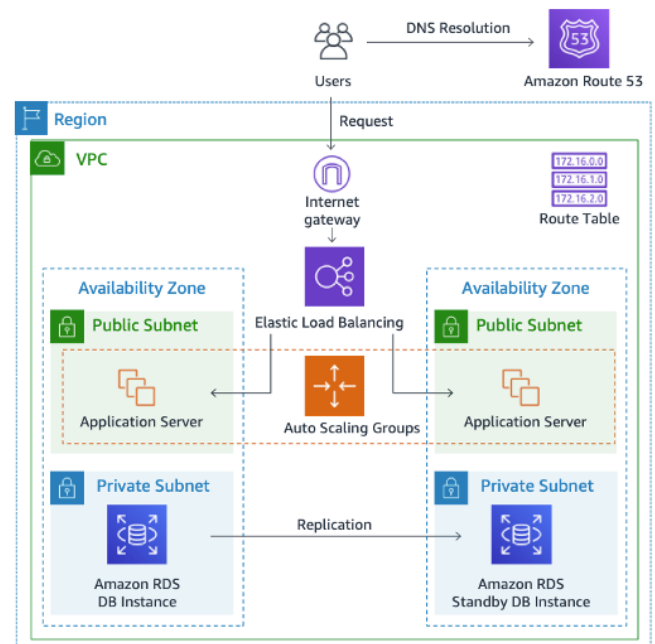 DNS Resolution
53
Users
Amazon Route 53
Region
Request
VPC
172.16.0.0
172.16.1.0
172.16.2.0
Internet
gateway
Route Table
Availability Zone
Availability Zone
Public Subnet
Elastic Load Balancing
Public Subnet
Application Server
Auto Scaling Groups
Application Server
Private Subnet
Private Subnet
Replication
Amazon RDS
DB Instance
Amazon RDS
Standby DB Instance